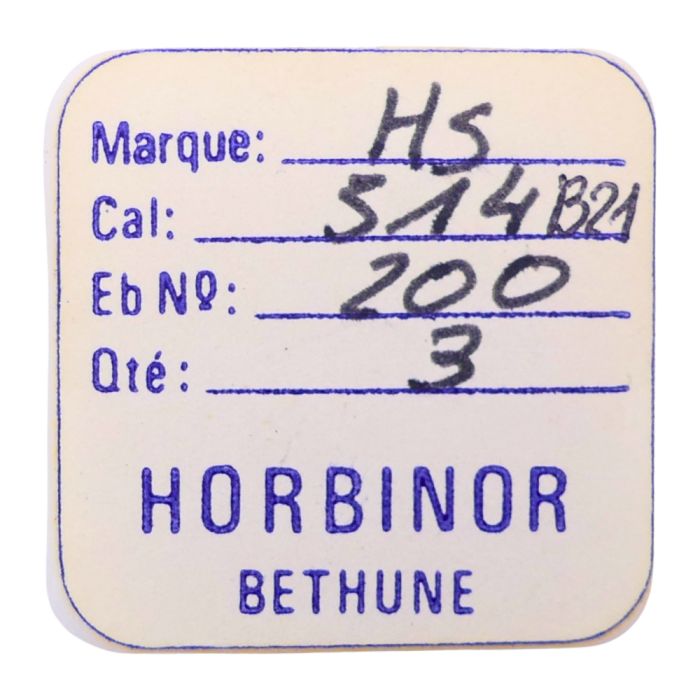 Marque: HS
Cal: 514 B21
Eb Nº: 200
Qté: 3
HORBINOR
BETHUNE